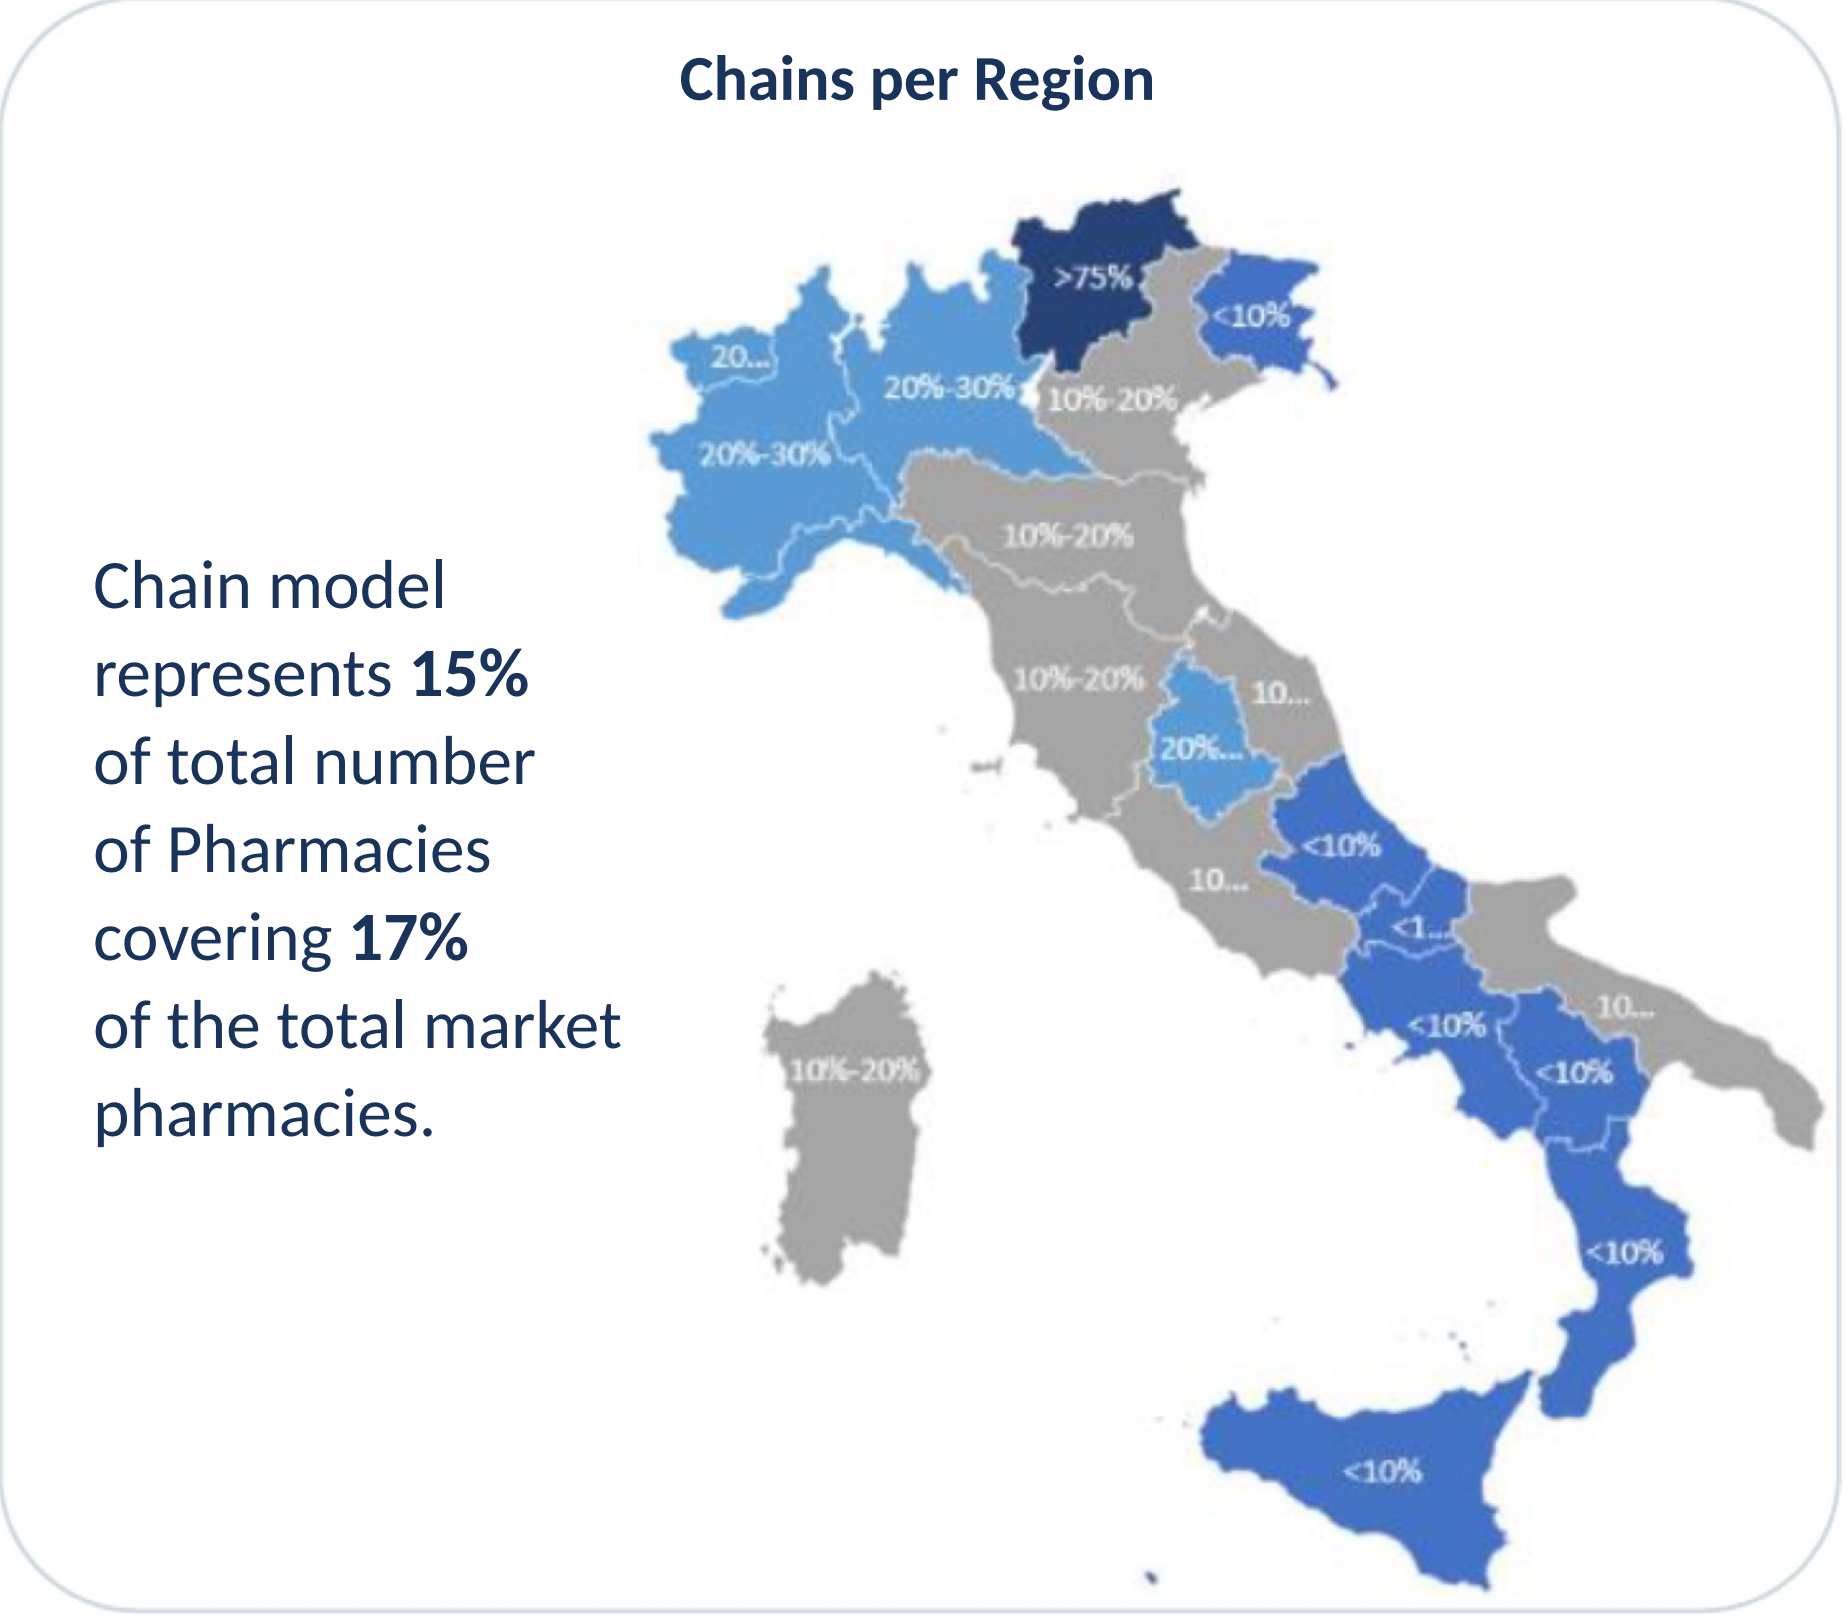 Chains per Region
>75%
<10%
20...
20%-30%
10%-20%
20%-30%
10%-20%
Chain model
represents 15%
of total number
of Pharmacies
covering 17%
of the total market
pharmacies.
10%-20%
10...
20%...
<10%
10...
<1...
10...
<10%
<10%
10%-20%
<10%
<10%